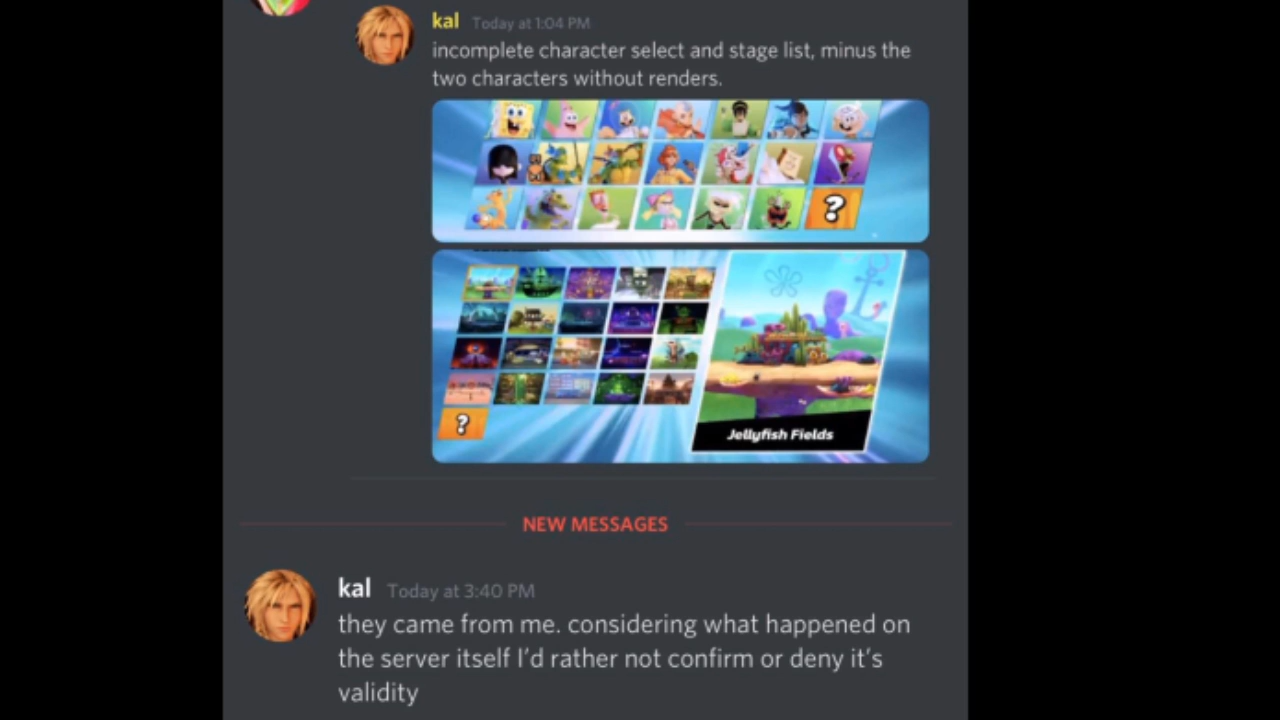 kal Today at 1:04 PM
incomplete character select and stage list, minus the
two characters without renders.
?
Jellyfish Fields
?
NEW MESSAGES
kal Today at 3:40 PM
they came from me. considering what happened on
the server itself I'd rather not confirm or deny it's
validity